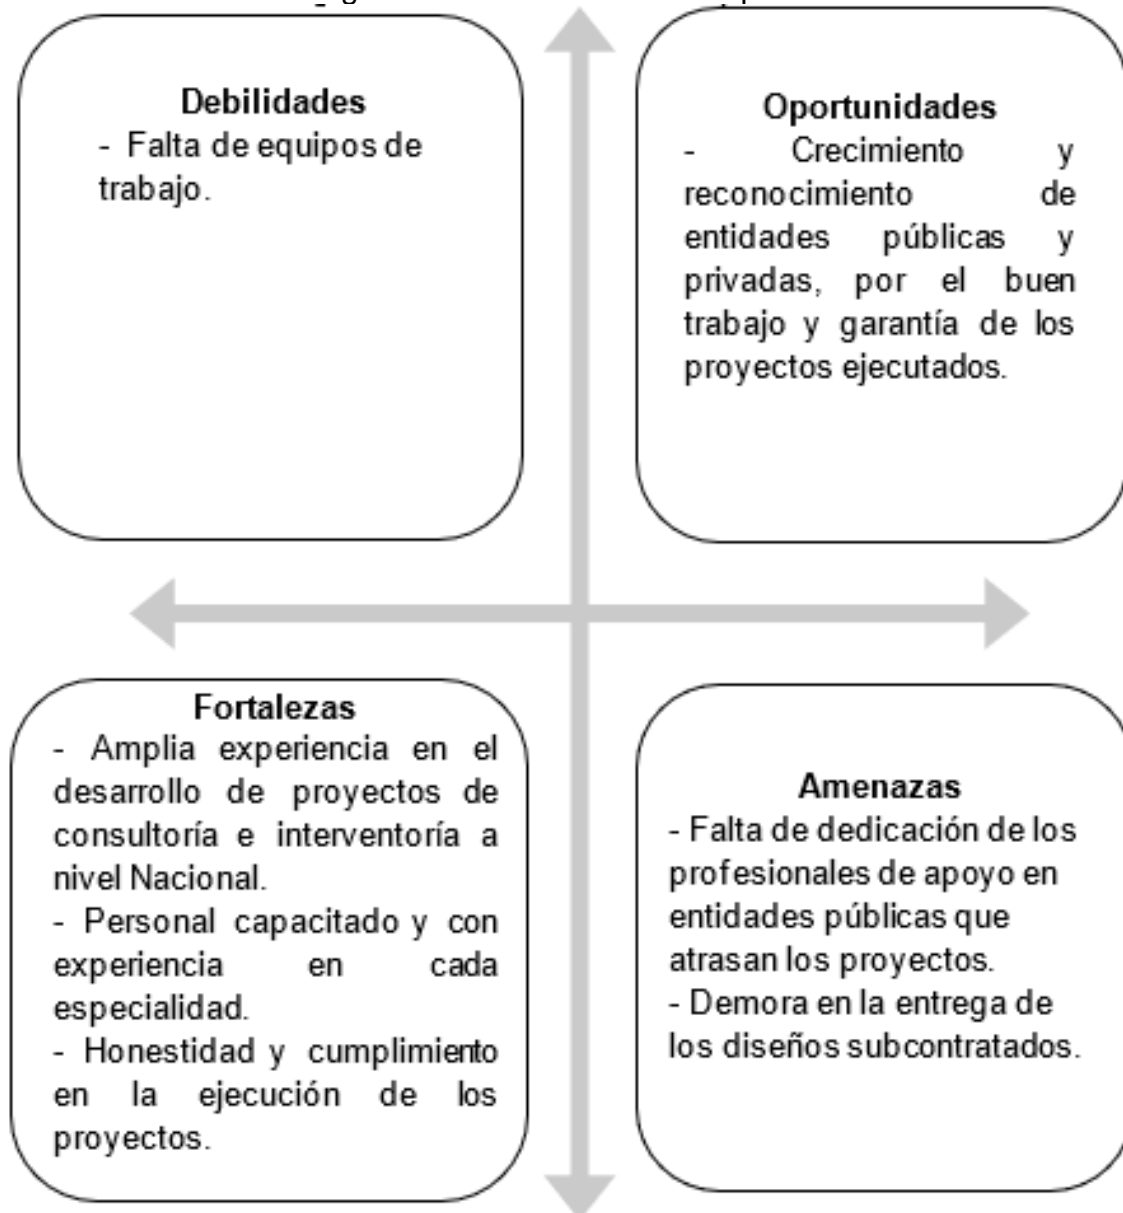 Debilidades
- Falta de equipos de
trabajo.
Oportunidades
- Crecimiento y
reconocimiento de
entidades públicas y
privadas, por el buen
trabajo y garantía de los
proyectos ejecutados.
Fortalezas
- Amplia experiencia en el
desarrollo de proyectos de
consultoría e interventoría a
nivel Nacional.
- Personal capacitado y con
experiencia en cada
especialidad.
- Honestidad y cumplimiento
en la ejecución de los
proyectos.
Amenazas
- Falta de dedicación de los
profesionales de apoyo en
entidades públicas que
atrasan los proyectos.
- Demora en la entrega de
los diseños subcontratados.